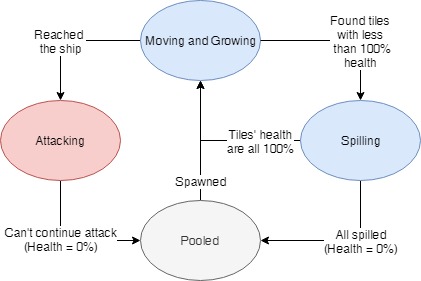 Reached
the ship
Moving and Growing
Found tiles
with less
than 100%
health
Attacking
Tiles' health
are all 100%
Spilling
Spawned
Can't continue attack
(Health = 0%)
Pooled
All spilled
(Health = 0%)